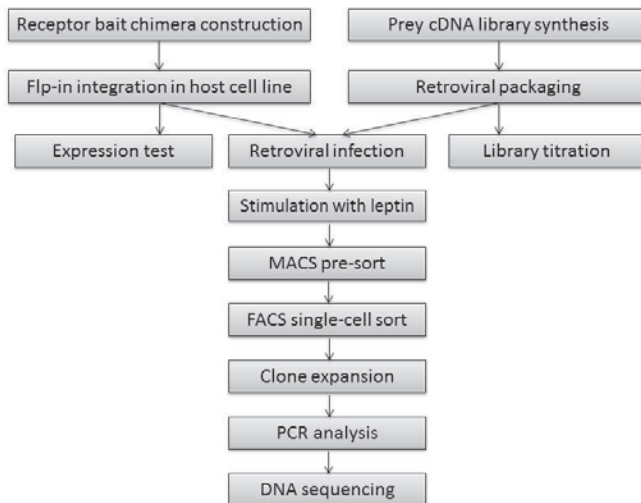 Receptor bait chimera construction
Prey cDNA library synthesis
Flp-in integration in host cell line
Retroviral packaging
Expression test
Retroviral infection
Library titration
Stimulation with leptin
MACS pre-sort
FACS single-cell sort
Clone expansion
PCR analysis
DNA sequencing